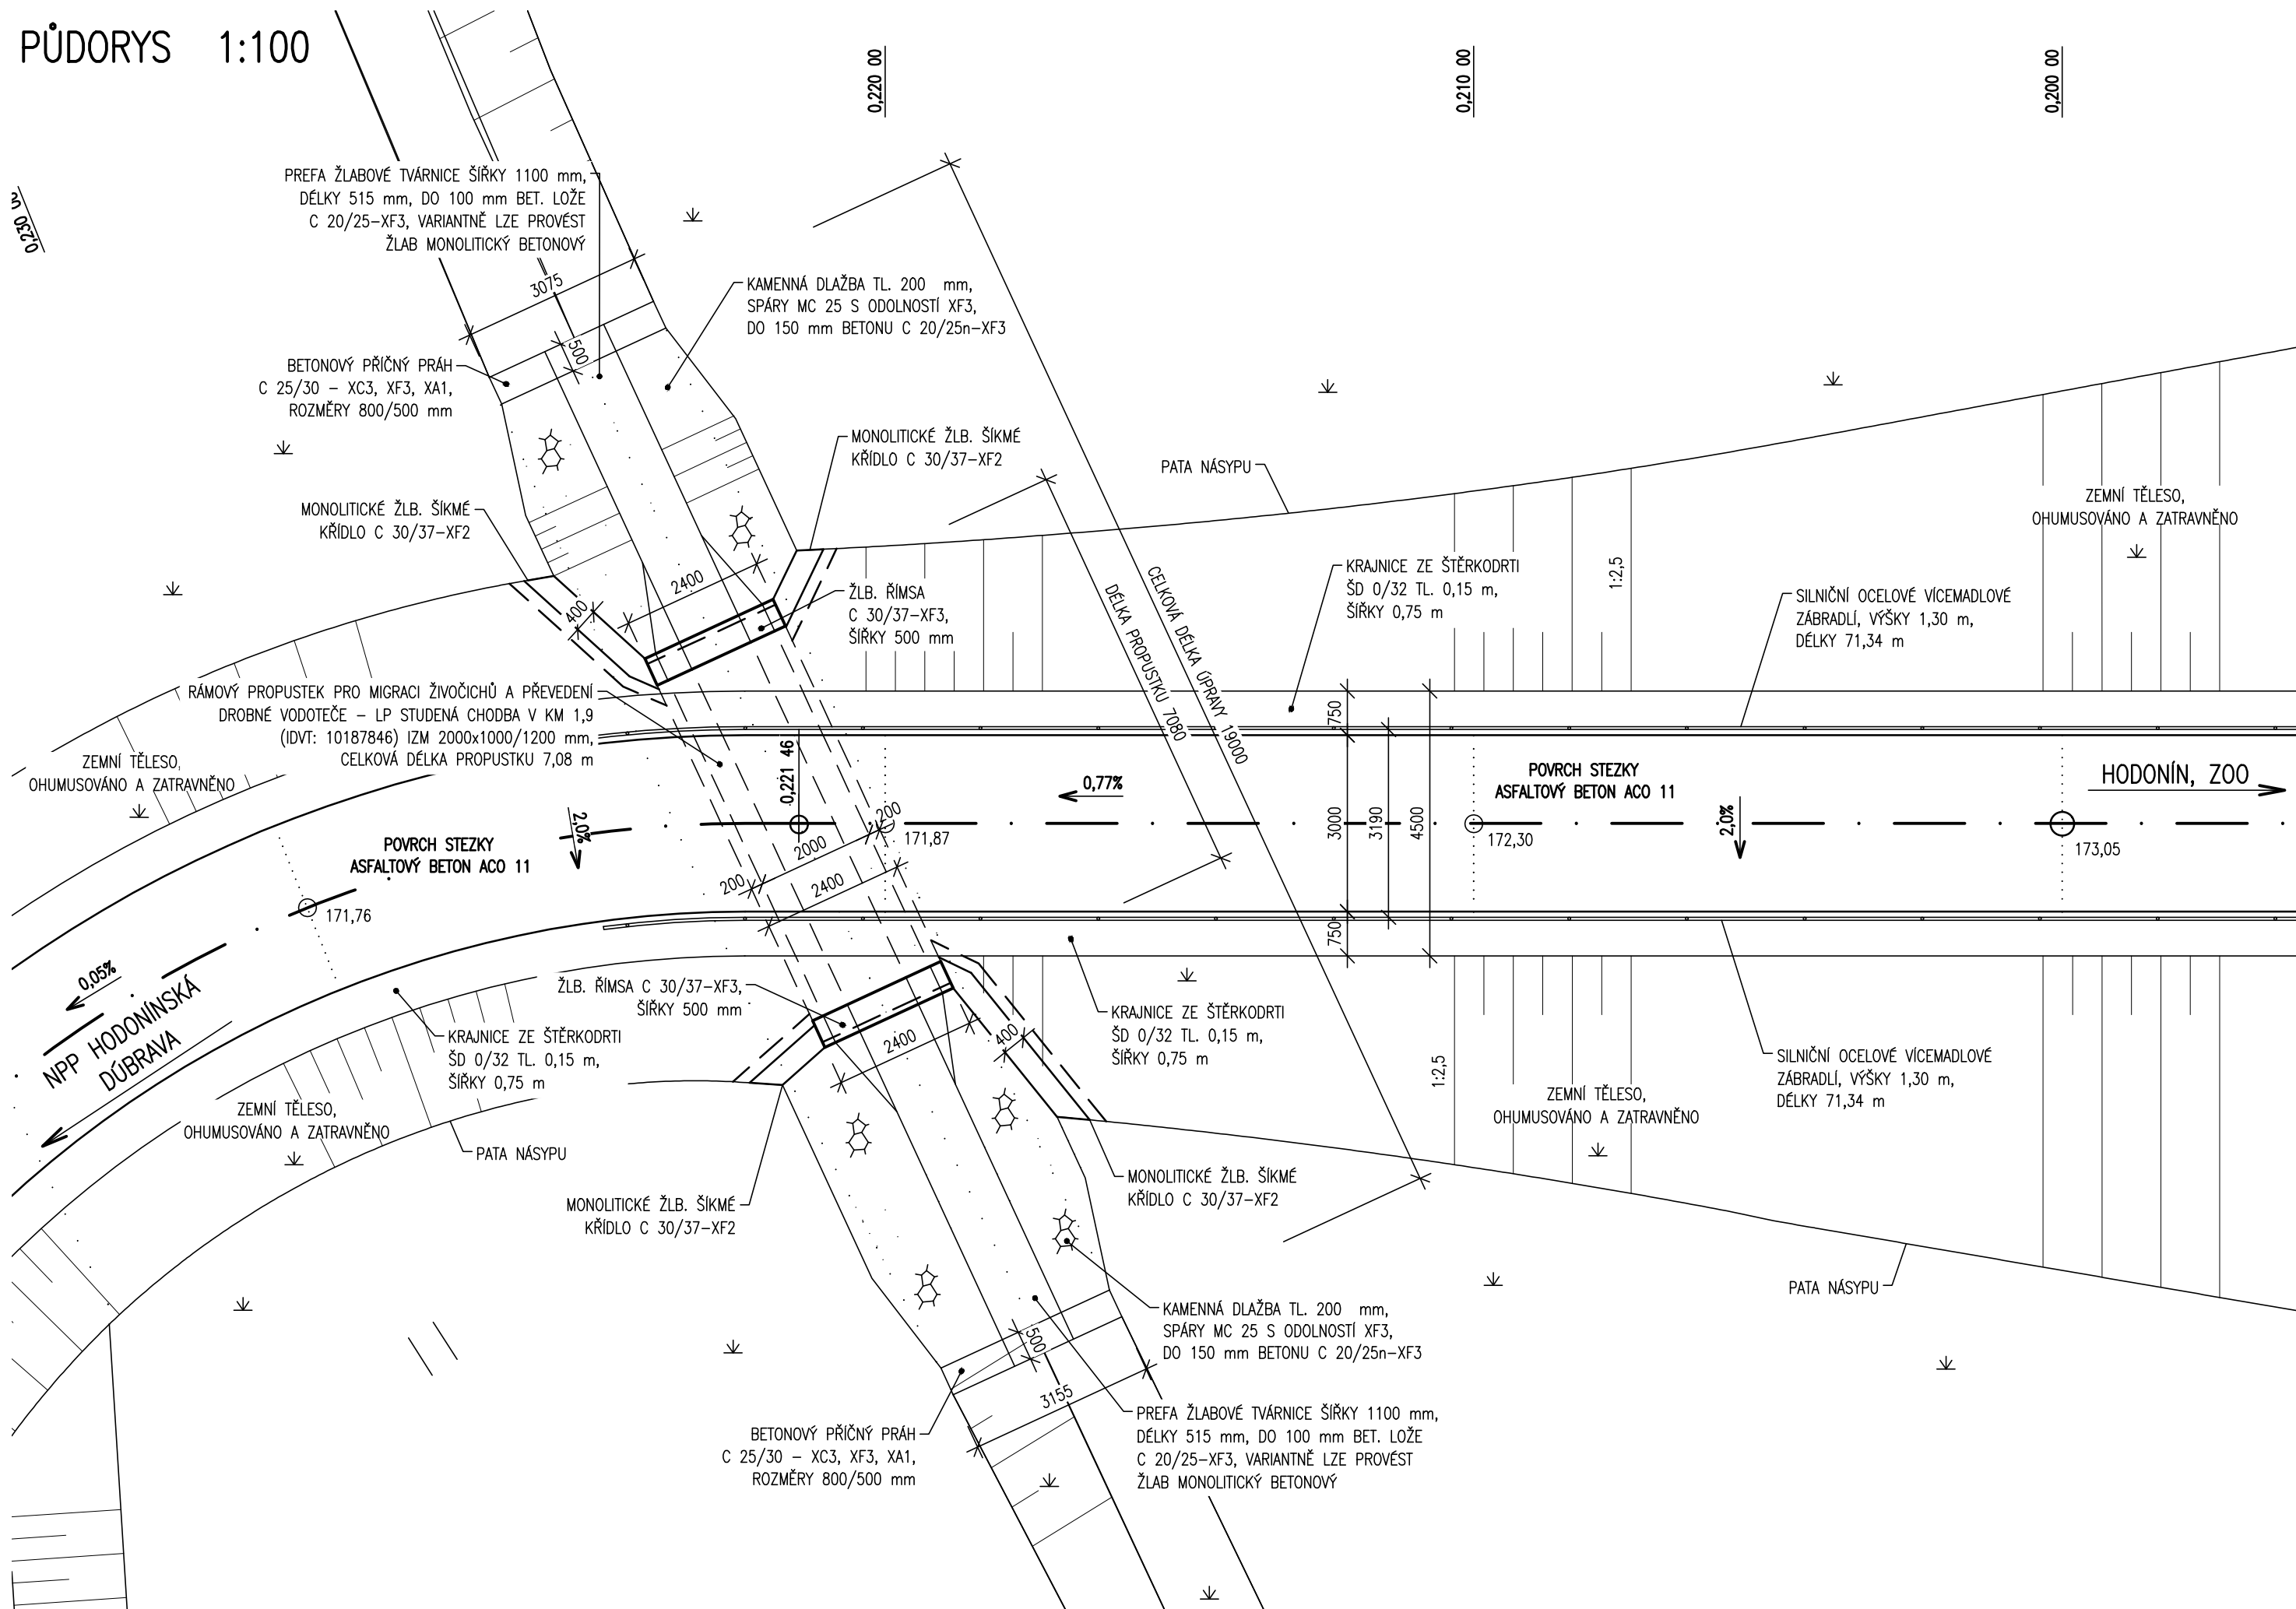 PŮDORYS 1:100
0,220 00
0,210 00
0,200 00
PREFA ŽLABOVÉ TVÁRNICE ŠÍŘKY 1100 mm,
DÉLKY 515 mm, DO 100 mm BET. LOŽE
C 20/25-XF3, VARIANTNĚ LZE PROVÉST
ŽLAB MONOLITICKÝ BETONOVÝ
3075
500
KAMENNÁ DLAŽBA TL. 200 mm,
SPÁRY MC 25 S ODOLNOSTÍ XF3,
DO 150 mm BETONU C 20/25n-XF3
BETONOVÝ PŘÍČNÝ PRÁH
C 25/30 - XC3, XF3, XA1,
ROZMĚRY 800/500 mm
MONOLITICKÉ ŽLB. ŠÍKMÉ
KŘÍDLO C 30/37-XF2
PATA NÁSYPU
MONOLITICKÉ ŽLB. ŠÍKMÉ
KŘÍDLO C 30/37-XF2
ZEMNÍ TĚLESO,
OHUMUSOVÁNO A ZATRAVNĚNO
2400
400
ŽLB. ŘÍMSA
C 30/37-XF3,
ŠÍŘKY 500 mm
DÉLKA PROPUSTKU 7080
CELKOVÁ DÉLKA ÚPRAVY 19000
KRAJNICE ZE ŠTĚRKODRTI
ŠD 0/32 TL. 0,15 m,
ŠÍŘKY 0,75 m
1:2,5
SILNIČNÍ OCELOVÉ VÍCEMADLOVÉ
ZÁBRADLÍ, VÝŠKY 1,30 m,
DÉLKY 71,34 m
RÁMOVÝ PROPUSTEK PRO MIGRACI ŽIVOČICHŮ A PŘEVEDENÍ
DROBNÉ VODOTEČE - LP STUDENÁ CHODBA V KM 1,9
(IDVT: 10187846) IZM 2000x1000/1200 mm,
CELKOVÁ DÉLKA PROPUSTKU 7,08 m
ZEMNÍ TĚLESO,
OHUMUSOVÁNO A ZATRAVNĚNO
0,221 46
750
3000
3190
4500
750
0,77%
POVRCH STEZKY
ASFALTOVÝ BETON ACO 11
HODONÍN, ZOO
2,0%
2,0%
POVRCH STEZKY
ASFALTOVÝ BETON ACO 11
200
2000
200
2400
171,87
172,30
173,05
171,76
0,05%
NPP HODONÍNSKÁ
DÚBRAVA
ŽLB. ŘÍMSA C 30/37-XF3,
ŠÍŘKY 500 mm
2400
400
KRAJNICE ZE ŠTĚRKODRTI
ŠD 0/32 TL. 0,15 m,
ŠÍŘKY 0,75 m
KRAJNICE ZE ŠTĚRKODRTI
ŠD 0/32 TL. 0,15 m,
ŠÍŘKY 0,75 m
1:2,5
SILNIČNÍ OCELOVÉ VÍCEMADLOVÉ
ZÁBRADLÍ, VÝŠKY 1,30 m,
DÉLKY 71,34 m
ZEMNÍ TĚLESO,
OHUMUSOVÁNO A ZATRAVNĚNO
ZEMNÍ TĚLESO,
OHUMUSOVÁNO A ZATRAVNĚNO
PATA NÁSYPU
MONOLITICKÉ ŽLB. ŠÍKMÉ
KŘÍDLO C 30/37-XF2
MONOLITICKÉ ŽLB. ŠÍKMÉ
KŘÍDLO C 30/37-XF2
PATA NÁSYPU
KAMENNÁ DLAŽBA TL. 200 mm,
SPÁRY MC 25 S ODOLNOSTÍ XF3,
DO 150 mm BETONU C 20/25n-XF3
500
3155
BETONOVÝ PŘÍČNÝ PRÁH
C 25/30 - XC3, XF3, XA1,
ROZMĚRY 800/500 mm
PREFA ŽLABOVÉ TVÁRNICE ŠÍŘKY 1100 mm,
DÉLKY 515 mm, DO 100 mm BET. LOŽE
C 20/25-XF3, VARIANTNĚ LZE PROVÉST
ŽLAB MONOLITICKÝ BETONOVÝ